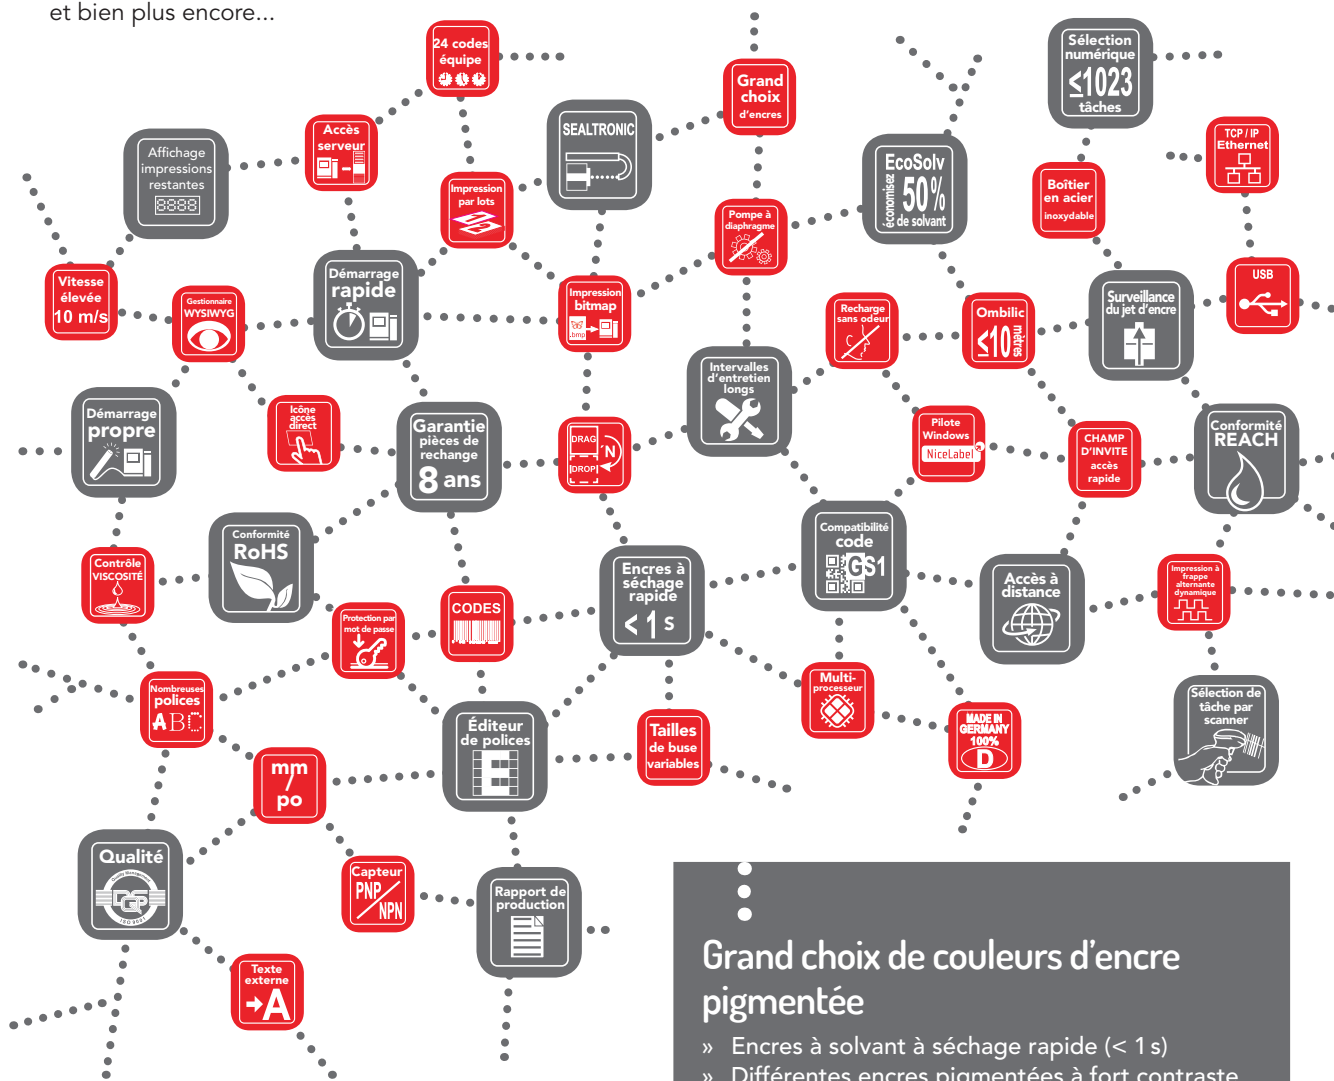 et bien plus encore...
24 codes
équipe
Grand
choix
d'encres
Sélection
numérique
≤1023
tâches
Accès
serveur
SEALTRONIC
TCP / IP
Ethernet
Affichage
impressions
restantes
8888
EcoSolv
économisez
50%
de solvant
Impression
par lots
Boîtier
en acier
inoxydable
Pompe à
diaphragme
Vitesse
élevée
10 m/s
Gestionnaire
WYSIWYG
Démarrage
rapide
Impression
bitmap
.bmp
Recharge
sans odeur
Ombilic
≤10
mètres
Surveillance
du jet d'encre
USB
Intervalles
d'entretien
longs
Démarrage
propre
Icône
accès
direct
Garantie
pièces de
rechange
8 ans
DRAG
'N
DROP
Pilote
Windows
NiceLabel
CHAMP
D'INVITE
accès
rapide
Conformité
REACH
Conformité
RoHS
Contrôle
VISCOSITÉ
Encres à
séchage
rapide
< 1 s
Compatibilité
code
GS1
Accès à
distance
Impression à
frappe
alternante
dynamique
Protection par
mot de passe
CODES
Nombreuses
polices
ABC
Multi-
processeur
Sélection de
tâche par
scanner
Éditeur
de polices
E
Tailles
de buse
variables
MADE IN
GERMANY
100%
D
mm
/
po
Qualité
Quality Management
DQS
ISO 9001
Capteur
PNP
NPN
Rapport de
production
Texte
externe
A
Grand choix de couleurs d'encre
pigmentée
» Encres à solvant à séchage rapide (< 1 s)
» Différentes encres pigmentées à fort contraste